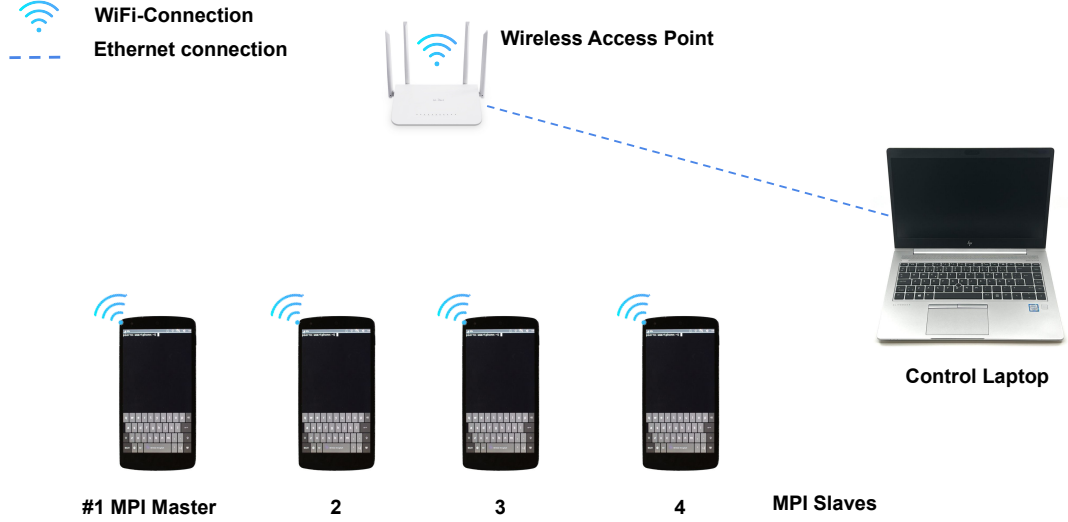 WiFi-Connection
Ethernet connection
Wireless Access Point
Control Laptop
#1 MPI Master
2
3
4
MPI Slaves